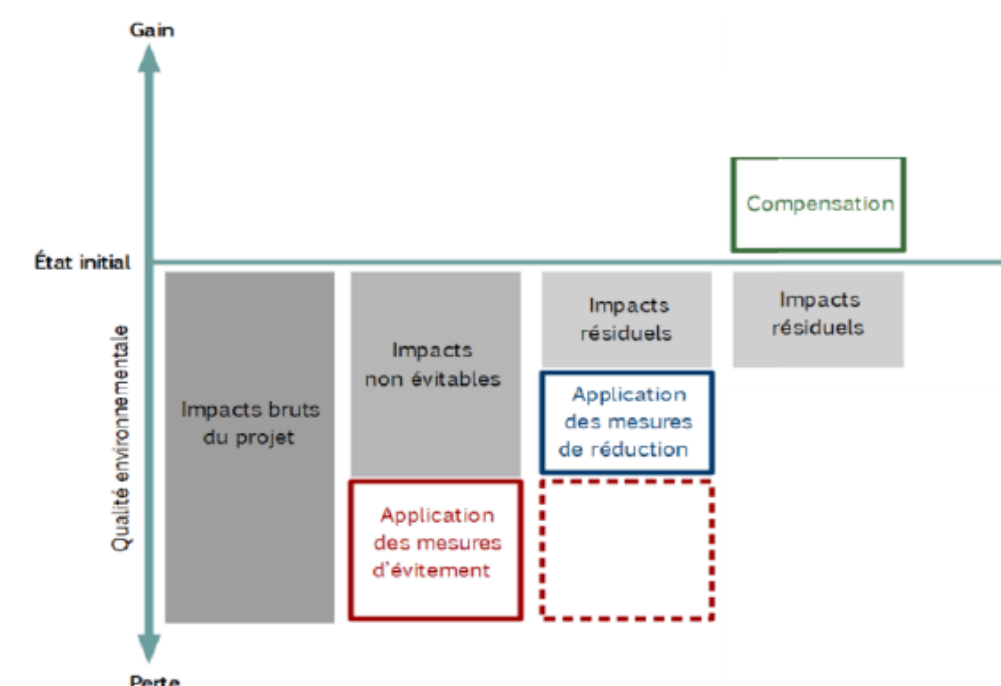 Gain
Compensation
État initial
Impacts bruts
du projet
Impacts
non évitables
Application
des mesures
d'évitement
Impacts
résiduels
Application
des mesures
de réduction
Impacts
résiduels
Qualité environnementale
Perte